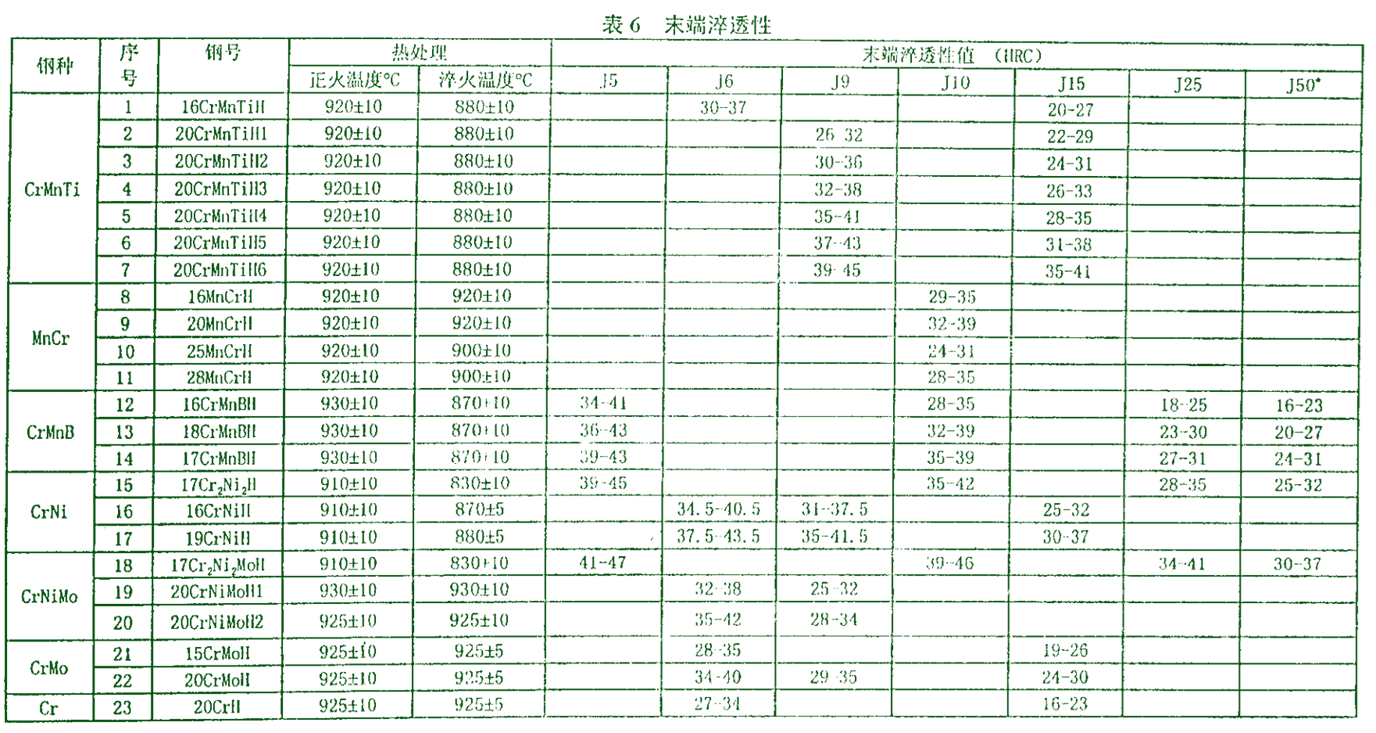 表6 末端淬透性
钢种 序号 钢号 热处理 末端淬透性值 (HRC)
正火温度°C 淬火温度°C J5 J6 J9 J10 J15 J25 J50*
CrMnTi
1 16CrMnTiH 920±10 880±10 30-37 20-27
2 20CrMnTiH1 920±10 880±10 26-32 22-29
3 20CrMnTiH2 920±10 880±10 30-36 24-31
4 20CrMnTiH3 920±10 880±10 32-38 26-33
5 20CrMnTiH4 920±10 880±10 35-41 28-35
6 20CrMnTiH5 920±10 880±10 37-43 31-38
7 20CrMnTiH6 920±10 880±10 39-45 35-41
MnCr
8 16MnCrH 920±10 920±10 29-35
9 20MnCrH 920±10 920±10 32-39
10 25MnCrH 920±10 900±10 24-31
11 28MnCrH 920±10 900±10 28-35
CrMnB
12 16CrMnBH 930±10 870±10 34-41 28-35 18-25 16-23
13 18CrMnBH 930±10 870±10 36-43 32-39 23-30 20-27
14 17CrMnBH 930±10 870±10 39-43 35-39 27-31 24-31
CrNi
15 17Cr₂Ni₂H 910±10 830±10 39-45 35-42 28-35 25-32
16 16CrNiH 910±10 870±5 34.5-40.5 31-37.5 25-32
17 19CrNiH 910±10 880±5 37.5-43.5 35-41.5 30-37
CrNiMo
18 17Cr₂Ni₂MoH 910±10 830±10 41-47 39-46 34-41 30-37
19 20CrNiMoH1 930±10 930±10 32-38 25-32
20 20CrNiMoH2 925±10 925±10 35-42 28-34
CrMo
21 15CrMoH 925±10 925±5 28-35 19-26
22 20CrMoH 925±10 925±5 34-40 29-35 24-30
Cr
23 20CrH 925±10 925±5 27-34 16-23